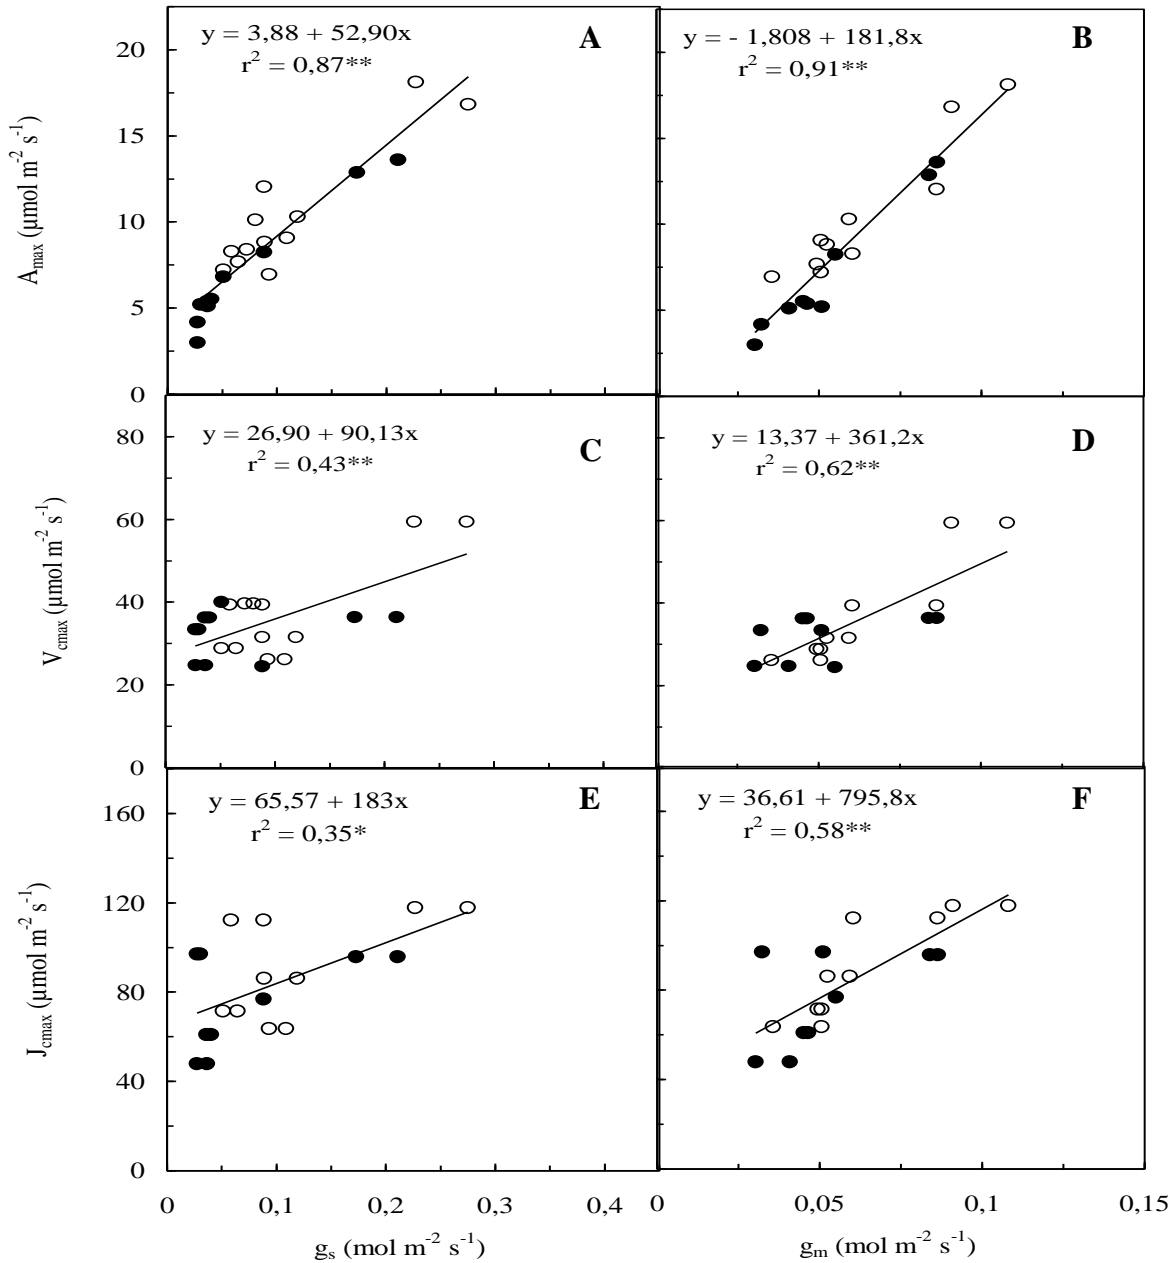 y = 3,88 + 52,90x
r² = 0,87**
A
y = - 1,808 + 181,8x
r² = 0,91**
B
20
15
10
5
0
A_max (µmol m⁻² s⁻¹)
y = 26,90 + 90,13x
r² = 0,43**
C
y = 13,37 + 361,2x
r² = 0,62**
D
80
60
40
20
0
V_cmax (µmol m⁻² s⁻¹)
y = 65,57 + 183x
r² = 0,35*
E
y = 36,61 + 795,8x
r² = 0,58**
F
160
120
80
40
0
J_cmax (µmol m⁻² s⁻¹)
0 0,1 0,2 0,3 0,4
0 0,05 0,1 0,15
g_s (mol m⁻² s⁻¹)
g_m (mol m⁻² s⁻¹)